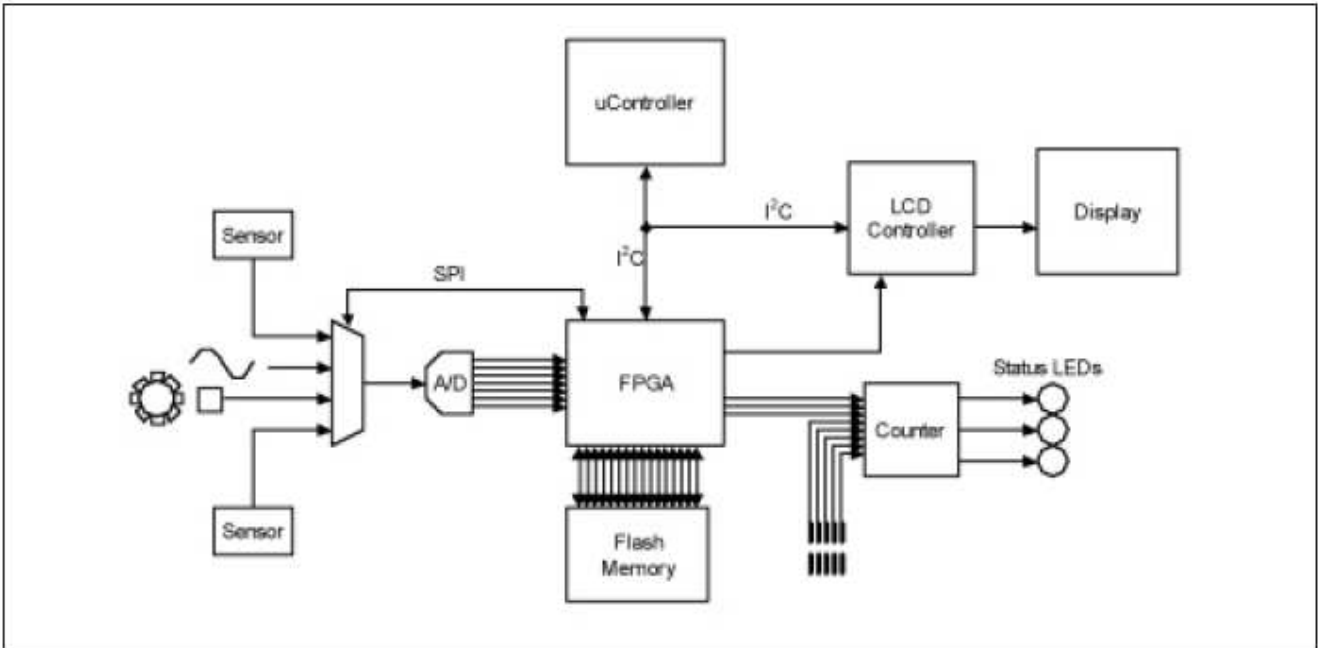 uController
I²C
LCD
Controller
Display
Sensor
I²C
SPI
A/D
FPGA
Status LEDs
Counter
Sensor
Flash
Memory